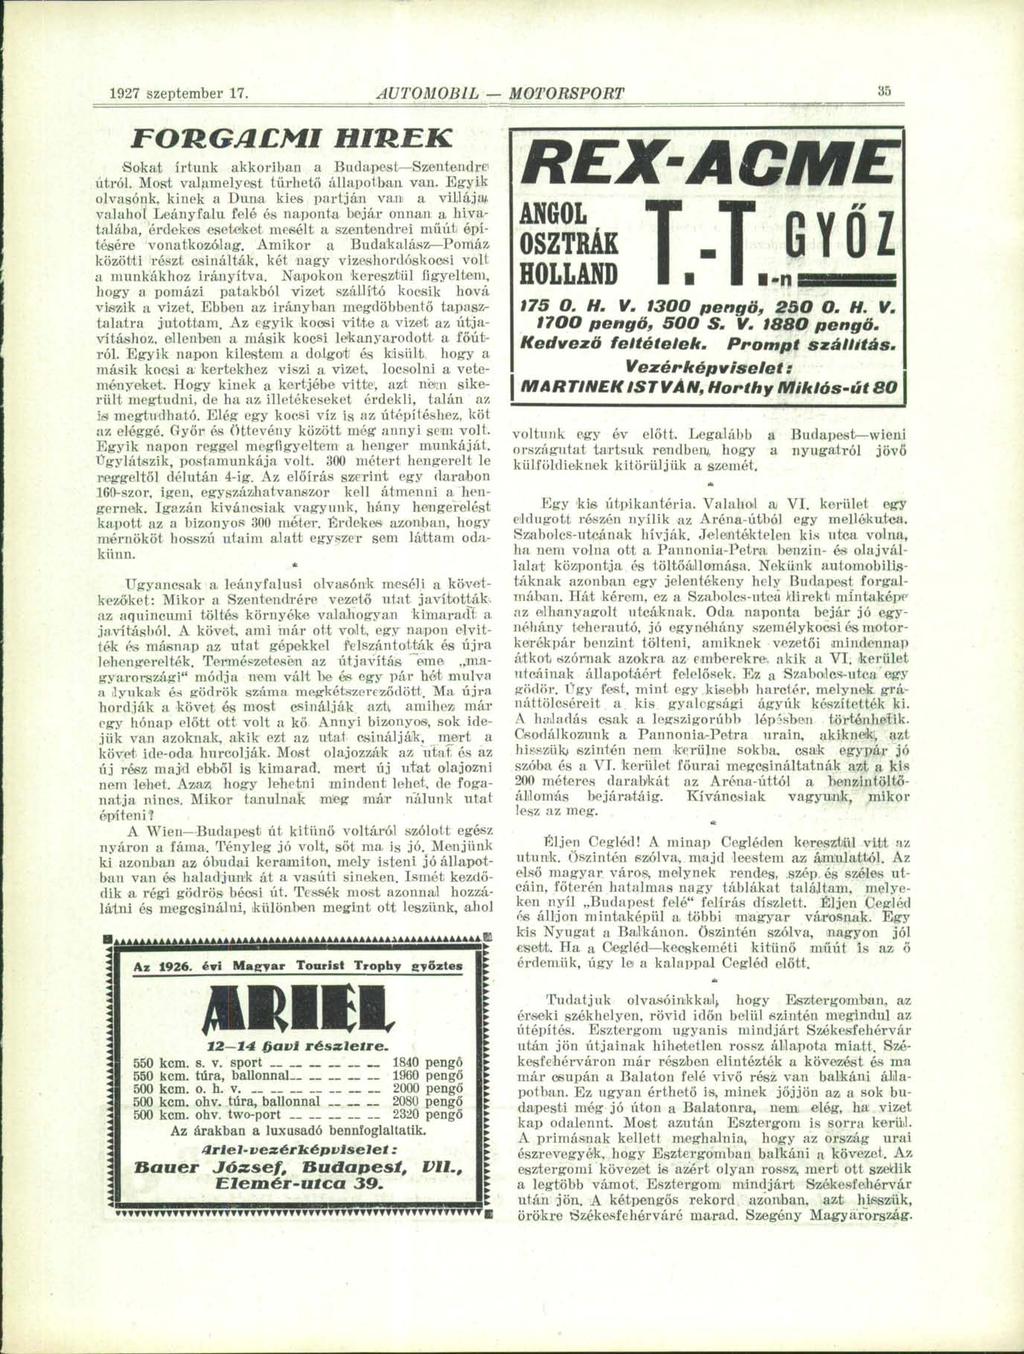 1927 szeptember 17.
AUTOMOBIL — MOTORSPORT
35
FORGALMI HIREK
Sokat írtunk akkoriban a Budapest—Szentendre
útról. Most valamelyest türhető állapotban van. Egyik
olvasónk, kinek a Duna kies partján van a villája,
valahol Leányfalu felé és naponta bejár onnan a hiva-
talába, érdekes eseteket mesélt a szentendrei műút épí-
tésére vonatkozólag. Amikor a Budakalász—Pomáz
közötti részt csinálták, két nagy vizeshordóskocsi volt
a munkákhoz irányítva. Napokon keresztül figyeltem,
hogy a pomázi patakból vizet szállító kocsik hová
viszik a vizet. Ebben az irányban megdöbbentő tapasz-
talatra jutottam. Az egyik kocsi vitte a vizet az útja-
vításhoz, ellenben a másik kocsi lekanyarodott a főút-
ról. Egyik napon kilestem a dolgot és kisült, hogy a
másik kocsi a kertekhez viszi a vizet, locsolni a vete-
ményeket. Hogy kinek a kertjébe vitte, azt nem sike-
rült megtudni, de ha az illetékeseket érdekli, talán az
is megtudható. Elég egy kocsi víz is az útépítéshez, köt
az eléggé. Győr és Öttevény között még annyi sem volt.
Egyik napon reggel megfigyeltem a henger munkáját.
Úgylátszik, postamunkája volt. 300 métert hengerelt le
reggeltől délután 4-ig. Az előírás szerint egy darabon
160-szor, igen, egyszázhatvanszor kell átmenni a hen-
gernek. Igazán kiváncsiak vagyunk, hány hengerelést
kapott az a bizonyos 300 méter. Érdekes azonban, hogy
mérnököt hosszú utaim alatt egyszer sem láttam oda-
künn.
*
Ugyancsak a leányfalusi olvasónk meséli a követ-
kezőket: Mikor a Szentendrére vezető utat javították,
az aquincumi töltés környéke valahogyan kimaradt a
javításból. A követ, ami már ott volt, egy napon elvit-
ték és másnap az utat gépekkel felszántották és újra
lehengerelték. Természetesen az útjavítás eme „ma-
gyarországi“ módja nem vált be és egy pár hét mulva
a lyukak és gödrök száma megkétszereződött. Ma újra
hordják a követ és most csinálják azt, amihez már
egy hónap előtt ott volt a kő. Annyi bizonyos, sok ide-
jük van azoknak, akik ezt az utat csinálják, mert a
követ ide-oda hurcolják. Most olajozzák az utat és az
új rész majd ebből is kimarad, mert új utat olajozni
nem lehet. Azaz, hogy lehetni mindent lehet, de foga-
natja nincs. Mikor tanulnak meg már nálunk utat
építeni?
A Wien—Budapest út kitünő voltáról szólott egész
nyáron a fáma. Tényleg jó volt, sőt ma is jó. Menjünk
ki azonban az óbudai keramiton, mely isteni jó állapot-
ban van és haladjunk át a vasúti sineken. Ismét kezdő-
dik a régi gödrös bécsi út. Tessék most azonnal hozzá-
látni és megcsinálni, különben megint ott leszünk, ahol
Az 1926. évi Magyar Tourist Trophy győztes
ARIEL
12—14 havi részletre.
550 kcm. s. v. sport — — — — — — 1840 pengő
550 kcm. túra, ballonnal — — — — — 1960 pengő
500 kcm. o. h. v. — — — — — — — 2000 pengő
500 kcm. ohv. túra, ballonnal — — — — 2080 pengő
500 kcm. ohv. two-port — — — — — 2320 pengő
Az árakban a luxusadó bennfoglaltatik.
Ariel-vezérképviselet:
Bauer József, Budapest, VII.,
Elemér-utca 39.
REX-ACME
ANGOL
OSZTRÁK
HOLLAND
T.-T.-n
GYŐZ
175 O. H. V. 1300 pengő, 250 O. H. V.
1700 pengő, 500 S. V. 1880 pengő.
Kedvező feltételek. Prompt szállítás.
Vezérképviselet:
MARTINEK ISTVÁN, Horthy Miklós-út 80
voltunk egy év előtt. Legalább a Budapest—wieni
országutat tartsuk rendben, hogy a nyugatról jövő
külföldieknek kitörüljük a szemét.
*
Egy kis útpikantéria. Valahol a VI. kerület egy
eldugott részén nyílik az Aréna-útból egy mellékutca.
Szabolcs-utcának hívják. Jelentéktelen kis utca volna,
ha nem volna ott a Pannonia-Petra benzin- és olajvál-
lalat központja és töltőállomása. Nekünk automobilis-
táknak azonban egy jelentékeny hely Budapest forgal-
mában. Hát kérem, ez a Szabolcs-utca direkt mintaképe
az elhanyagolt utcáknak. Oda naponta bejár jó egy-
néhány teherautó, jó egynéhány személykocsi és motor-
kerékpár benzint tölteni, amiknek vezetői mindennap
átkot szórnak azokra az emberekre, akik a VI. kerület
utcáinak állapotáért felelősek. Ez a Szabolcs-utca egy
gödör. Úgy fest, mint egy kisebb harctér, melynek grá-
náttölcséreit a kis gyalogsági ágyúk készítették ki.
A haladás csak a legszigorúbb lépésben történhetik.
Csodálkozunk a Pannonia-Petra urain, akiknek, azt
hisszük, szintén nem kerülne sokba, csak egypár jó
szóba és a VI. kerület főurai megcsináltatnák azt a kis
200 méteres darabkát az Aréna-úttól a benzintöltő-
állomás bejáratáig. Kiváncsiak vagyunk, mikor
lesz az meg.
*
Éljen Cegléd! A minap Cegléden keresztül vitt az
utunk. Őszintén szólva, majd leestem az ámulattól. Az
első magyar város, melynek rendes, szép és széles ut-
cáin, főterén hatalmas nagy táblákat találtam, melye-
ken nyíl „Budapest felé“ felírás díszlett. Éljen Cegléd
és álljon mintaképül a többi magyar városnak. Egy
kis Nyugat a Balkánon. Őszintén szólva, nagyon jól
esett. Ha a Cegléd—kecskeméti kitünő műút is az ő
érdemük, úgy le a kalappal Cegléd előtt.
*
Tudatjuk olvasóinkkal, hogy Esztergomban, az
érseki székhelyen, rövid időn belül szintén megindul az
útépítés. Esztergom ugyanis mindjárt Székesfehérvár
után jön útjainak hihetetlen rossz állapota miatt. Szé-
kesfehérváron már részben elintézték a kövezést és ma
már csupán a Balaton felé vivő rész van balkáni álla-
potban. Ez ugyan érthető is, minek jőjjön az a sok bu-
dapesti még jó úton a Balatonra, nem elég, ha vizet
kap odalennt. Most azután Esztergom is sorra kerül.
A primásnak kellett meghalnia, hogy az ország urai
észrevegyék, hogy Esztergomban balkáni a kövezet. Az
esztergomi kövezet is azért olyan rossz, mert ott szedik
a legtöbb vámot. Esztergom mindjárt Székesfehérvár
után jön. A kétpengős rekord azonban, azt hisszük,
örökre Székesfehérváré marad. Szegény Magyarország.